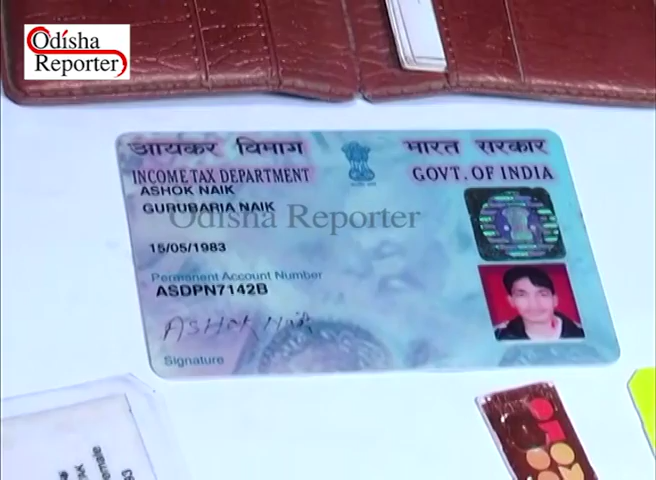 Odisha
Reporter
आयकर विभाग
भारत सरकार
INCOME TAX DEPARTMENT
GOVT. OF INDIA
ASHOK NAIK
GURUBARIA NAIK
Odisha Reporter
15/05/1983
Permanent Account Number
ASDPN7142B
ASHOK NAIK
Signature